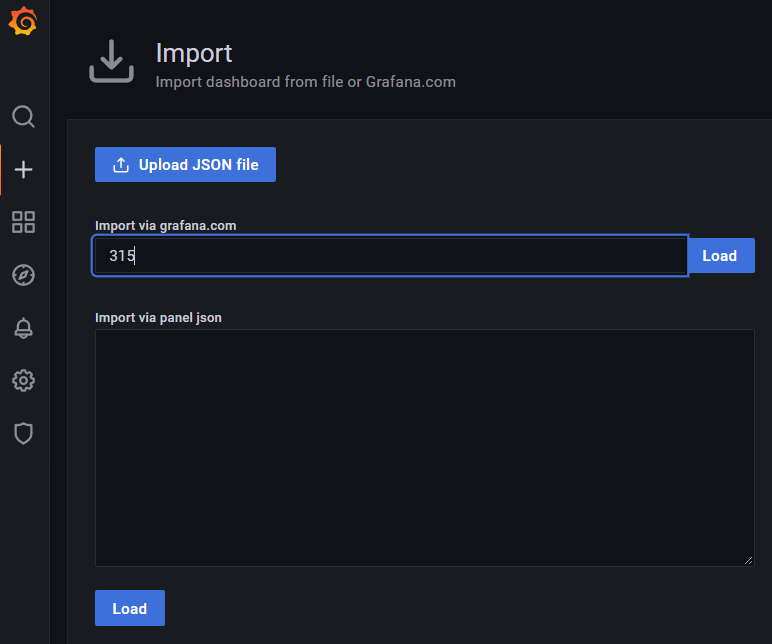 Import
Import dashboard from file or Grafana.com
Upload JSON file
Import via grafana.com
315
Load
Import via panel json
Load